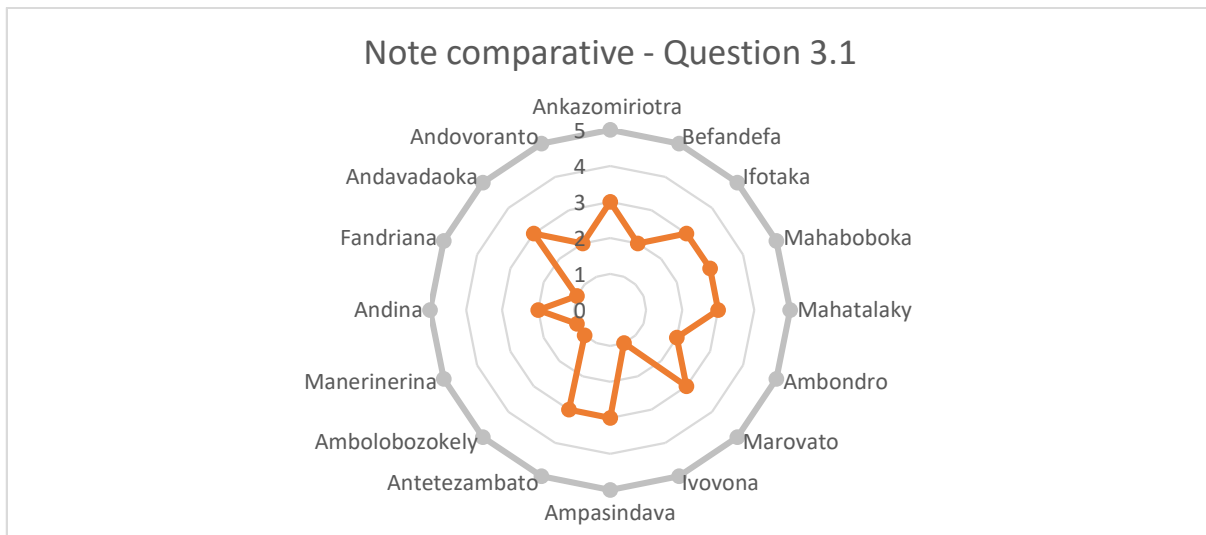 Note comparative - Question 3.1
Ankazomiriotra
Befandefa
Ifotaka
Mahaboboka
Mahatalaky
Ambondro
Marovato
Ivovona
Ampasindava
Antetezambato
Ambolobozokely
Manerinerina
Andina
Fandriana
Andavadaoka
Andovoranto
5
4
3
2
1
0